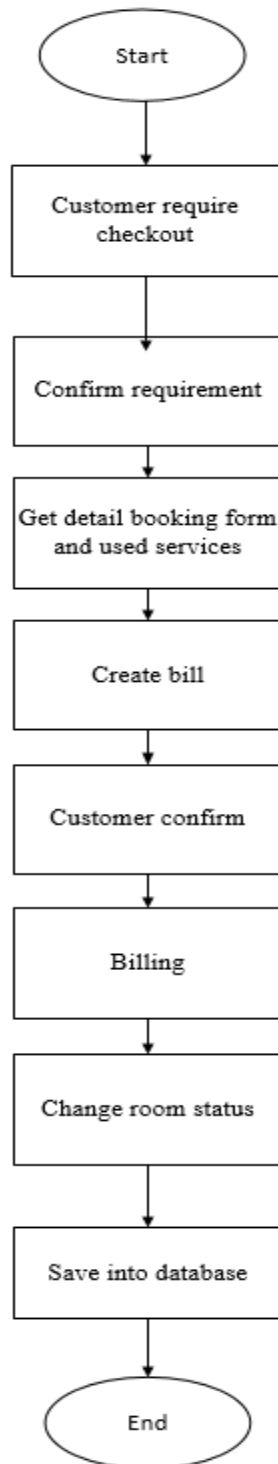 Start
Customer require
checkout
Confirm requirement
Get detail booking form
and used services
Create bill
Customer confirm
Billing
Change room status
Save into database
End